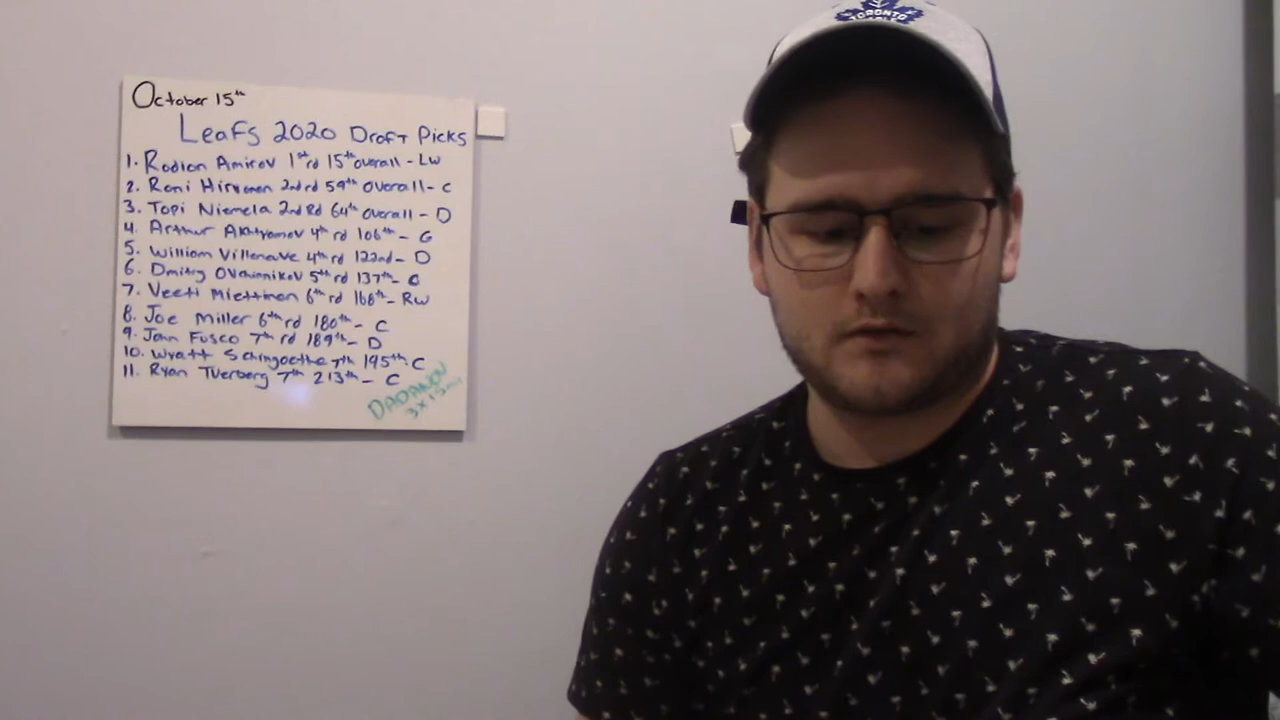 TORONTO
October 15th
Leafs 2020 Draft Picks
1. Rodion Amirov 1st rd 15th overall - LW
2. Roni Hirvonen 2nd rd 59th overall - C
3. Topi Niemela 2nd Rd 64th overall - D
4. Arthur Akhtyamov 4th rd 106th - G
5. William Villeneuve 4th rd 122nd - D
6. Dmitry Ovchinnikov 5th rd 137th - C
7. Veeti Miettinen 6th rd 168th - RW
8. Joe Miller 6th rd 180th - C
9. John Fusco 7th rd 189th - D
10. Wyatt Schingoethe 7th 195th - C
11. Ryan Tverberg 7th 213th - C
DADANOV